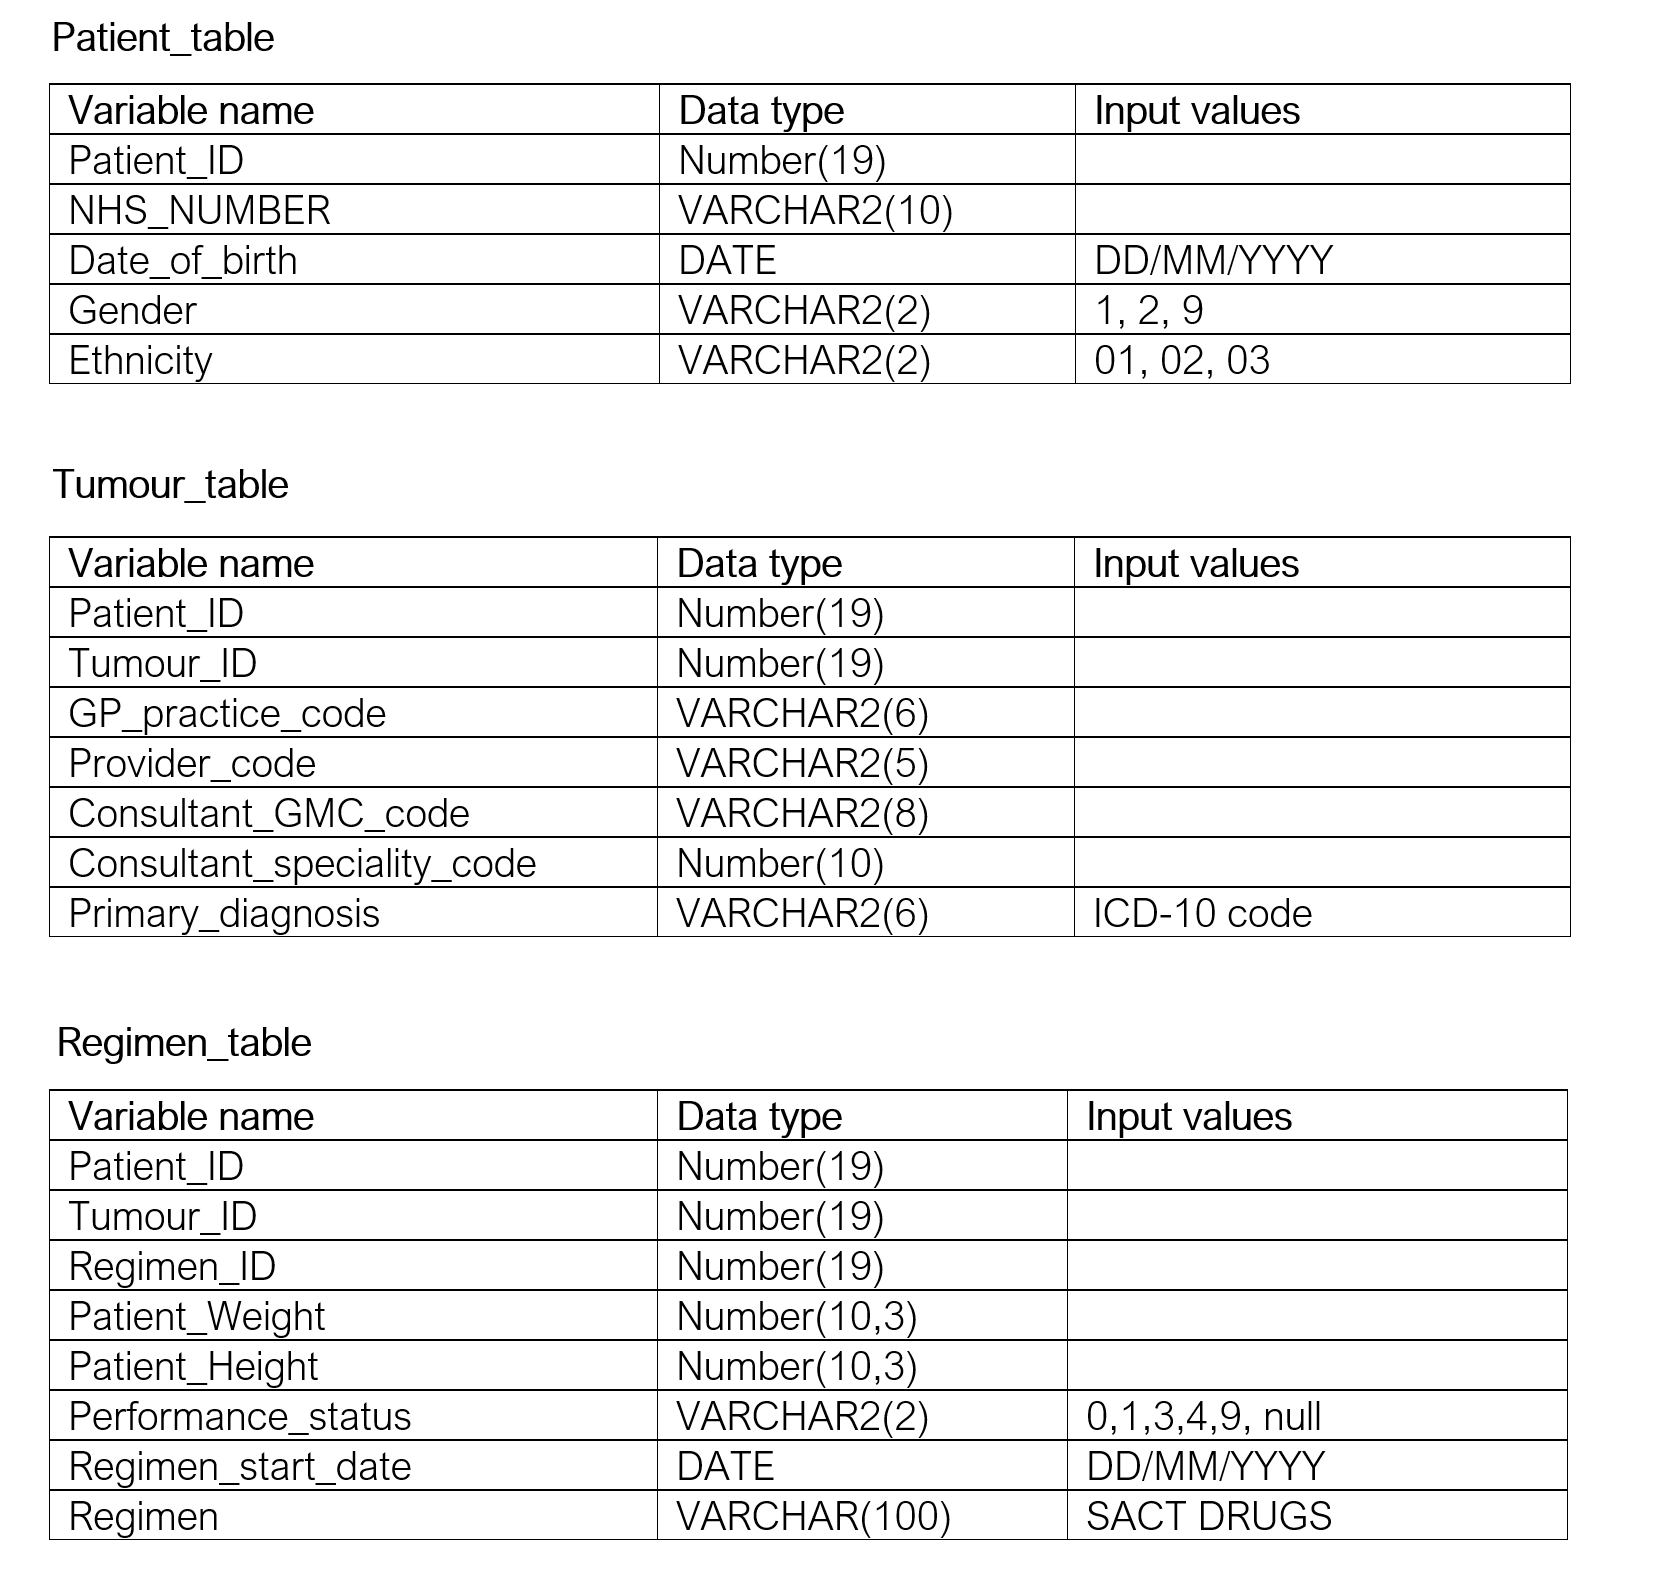 Patient_table
Variable name Data type Input values
Patient_ID Number(19)
NHS_NUMBER VARCHAR2(10)
Date_of_birth DATE DD/MM/YYYY
Gender VARCHAR2(2) 1, 2, 9
Ethnicity VARCHAR2(2) 01, 02, 03
Tumour_table
Variable name Data type Input values
Patient_ID Number(19)
Tumour_ID Number(19)
GP_practice_code VARCHAR2(6)
Provider_code VARCHAR2(5)
Consultant_GMC_code VARCHAR2(8)
Consultant_speciality_code Number(10)
Primary_diagnosis VARCHAR2(6) ICD-10 code
Regimen_table
Variable name Data type Input values
Patient_ID Number(19)
Tumour_ID Number(19)
Regimen_ID Number(19)
Patient_Weight Number(10,3)
Patient_Height Number(10,3)
Performance_status VARCHAR2(2) 0,1,3,4,9, null
Regimen_start_date DATE DD/MM/YYYY
Regimen VARCHAR(100) SACT DRUGS